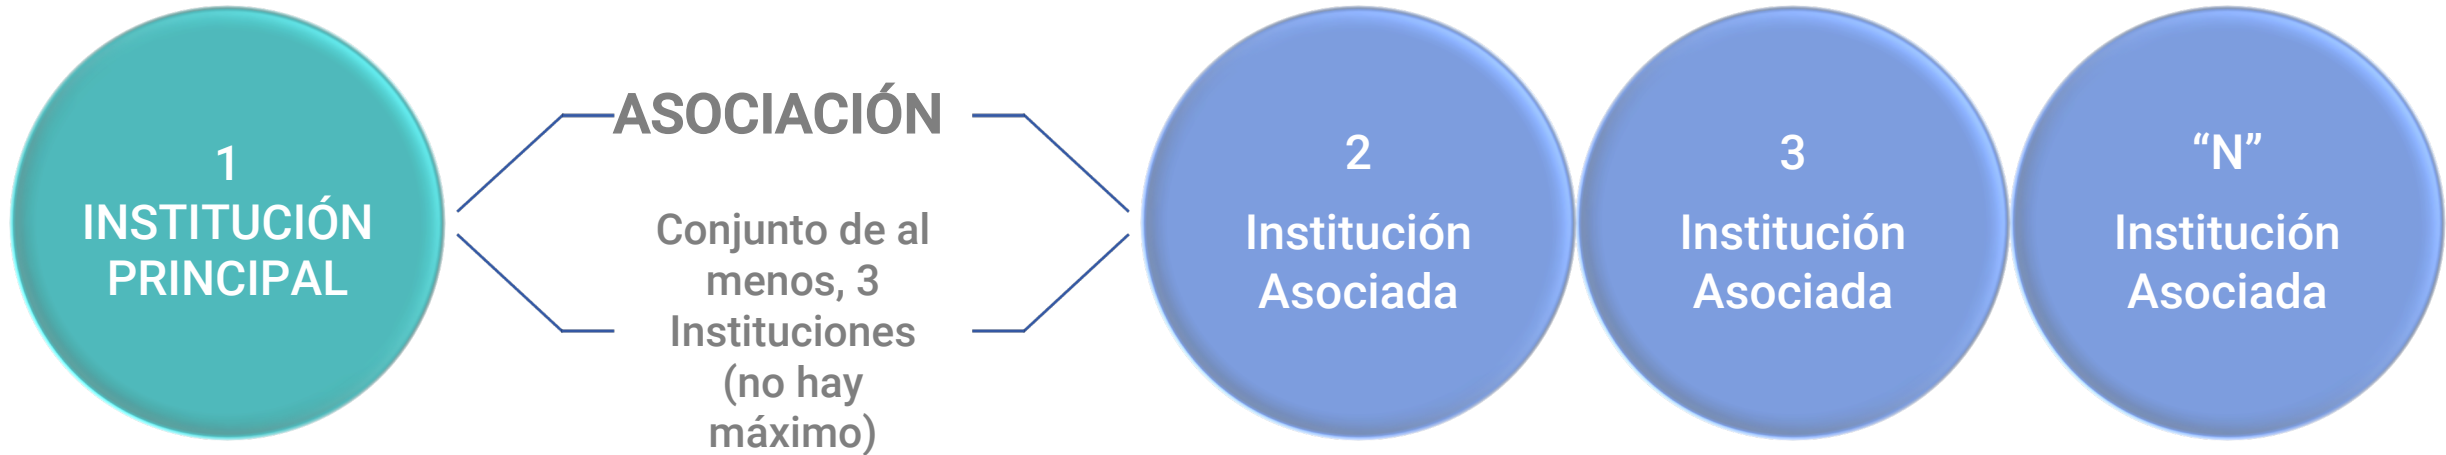 1
INSTITUCIÓN
PRINCIPAL
ASOCIACIÓN
Conjunto de al
menos, 3
Instituciones
(no hay
máximo)
2
Institución
Asociada
3
Institución
Asociada
“N”
Institución
Asociada